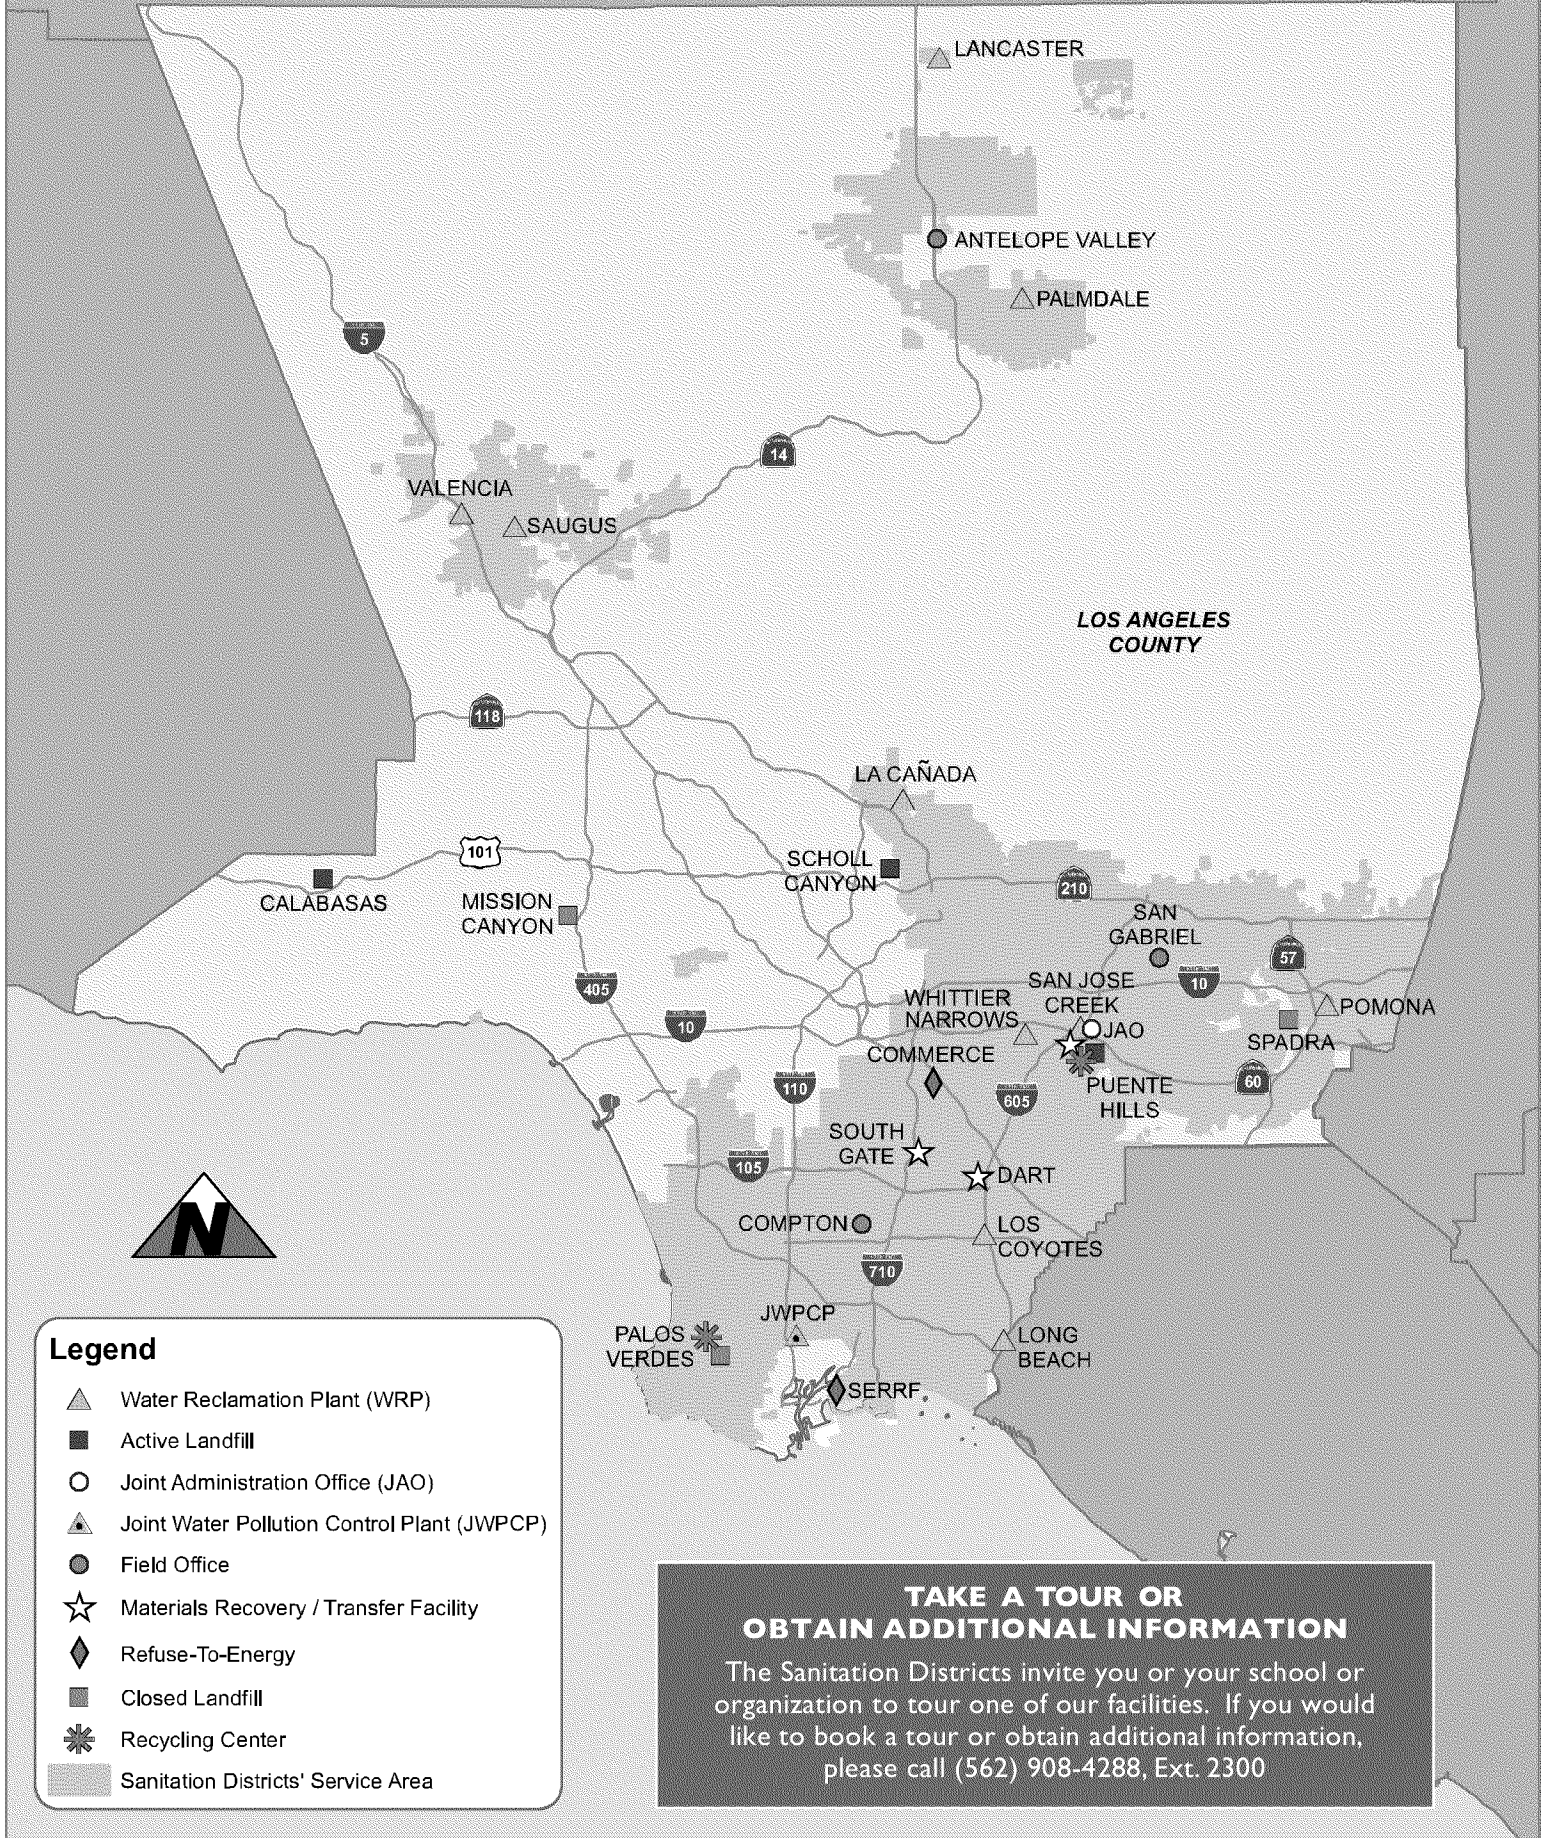 LANCASTER
ANTELOPE VALLEY
PALMDALE
5
14
VALENCIA
SAUGUS
LOS ANGELES
COUNTY
118
LA CAÑADA
101
SCHOLL
CANYON
CALABASAS
MISSION
CANYON
210
SAN
GABRIEL
57
405
10
SAN JOSE
CREEK
10
WHITTIER
NARROWS
POMONA
JAO
SPADRA
COMMERCE
110
605
PUENTE
HILLS
60
SOUTH
GATE
105
DART
COMPTON
LOS
COYOTES
710
JWPCP
PALOS
VERDES
LONG
BEACH
SERRF
N
Legend
Water Reclamation Plant (WRP)
Active Landfill
Joint Administration Office (JAO)
Joint Water Pollution Control Plant (JWPCP)
Field Office
Materials Recovery / Transfer Facility
Refuse-To-Energy
Closed Landfill
Recycling Center
Sanitation Districts' Service Area
TAKE A TOUR OR
OBTAIN ADDITIONAL INFORMATION
The Sanitation Districts invite you or your school or
organization to tour one of our facilities. If you would
like to book a tour or obtain additional information,
please call (562) 908-4288, Ext. 2300